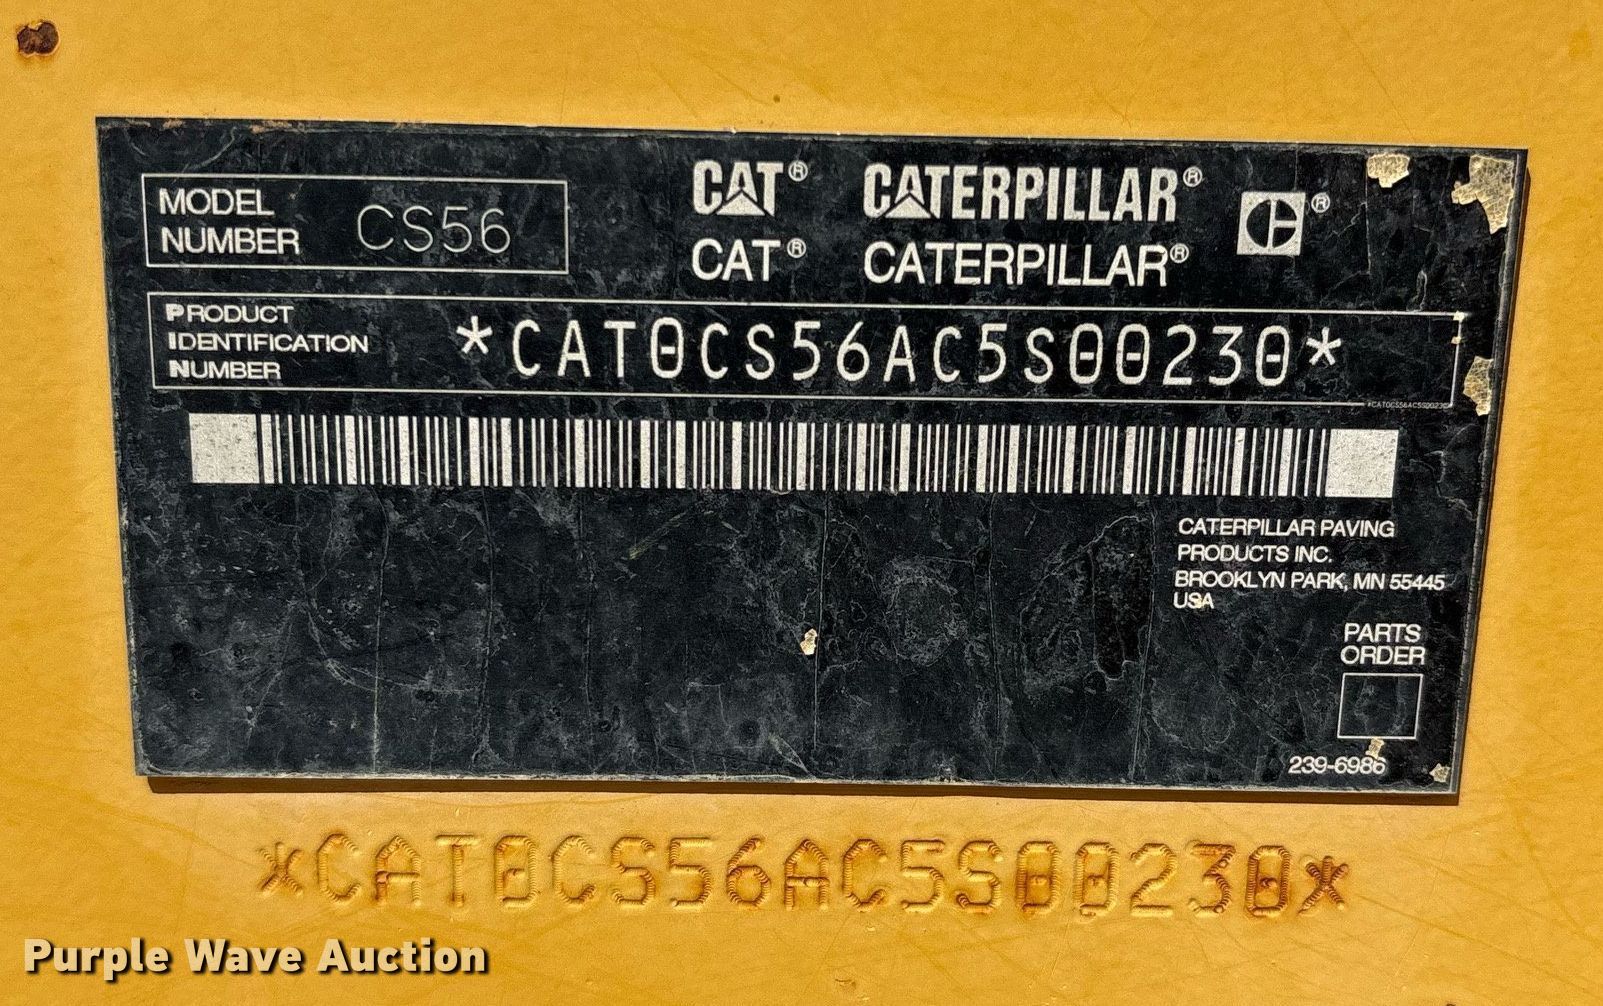 MODEL
NUMBER CS56
CAT® CATERPILLAR®
CAT® CATERPILLAR® ®
PRODUCT
IDENTIFICATION
NUMBER
*CAT0CS56AC5S00230*
*CAT0CS56AC5S00230*
CATERPILLAR PAVING
PRODUCTS INC.
BROOKLYN PARK, MN 55445
USA
PARTS
ORDER
239-6986
*CAT0CS56AC5S00230*
Purple Wave Auction